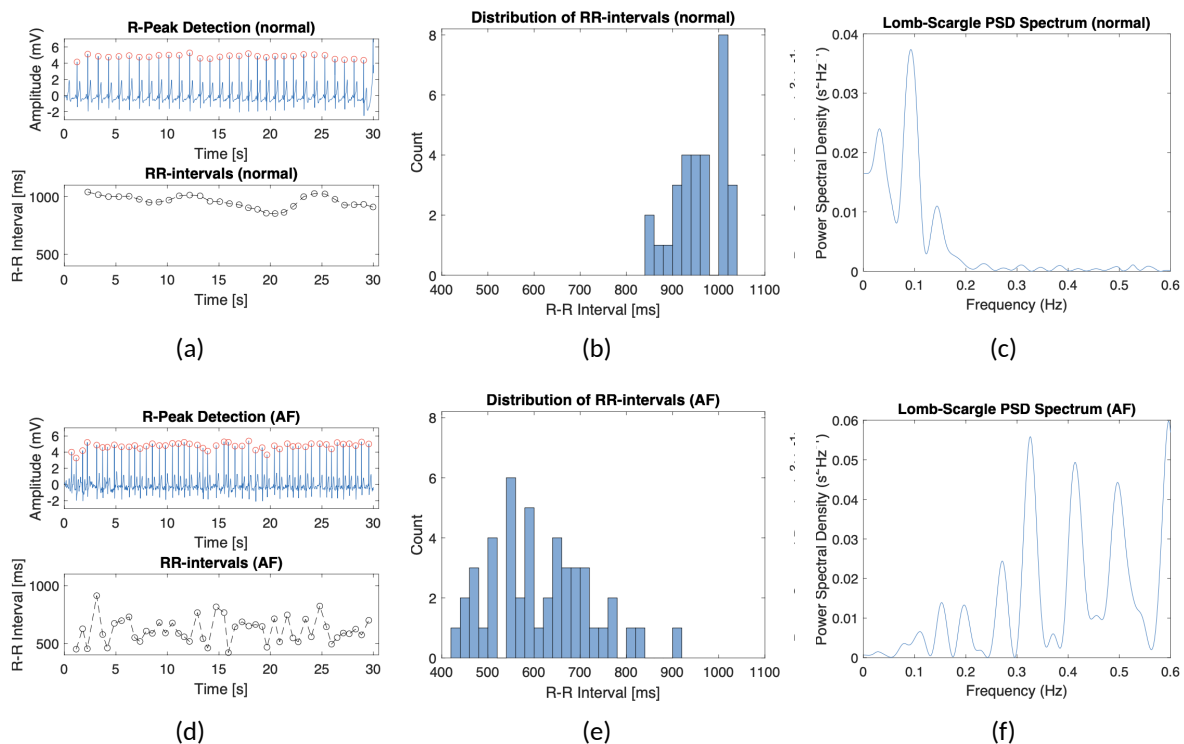 R-Peak Detection (normal)
Amplitude (mV)
6
4
2
0
-2
0 5 10 15 20 25 30
Time [s]
RR-intervals (normal)
R-R Interval [ms]
1000
500
0 5 10 15 20 25 30
Time [s]
(a)
Distribution of RR-intervals (normal)
Count
8
6
4
2
0
400 500 600 700 800 900 1000 1100
R-R Interval [ms]
(b)
Lomb-Scargle PSD Spectrum (normal)
Power Spectral Density
0.04
0.03
0.02
0.01
0
0 0.1 0.2 0.3 0.4 0.5 0.6
Frequency (Hz)
(c)
R-Peak Detection (AF)
Amplitude (mV)
6
4
2
0
-2
0 5 10 15 20 25 30
Time [s]
RR-intervals (AF)
R-R Interval [ms]
1000
500
0 5 10 15 20 25 30
Time [s]
(d)
Distribution of RR-intervals (AF)
Count
8
6
4
2
0
400 500 600 700 800 900 1000 1100
R-R Interval [ms]
(e)
Lomb-Scargle PSD Spectrum (AF)
Power Spectral Density
0.06
0.05
0.04
0.03
0.02
0.01
0
0 0.1 0.2 0.3 0.4 0.5 0.6
Frequency (Hz)
(f)